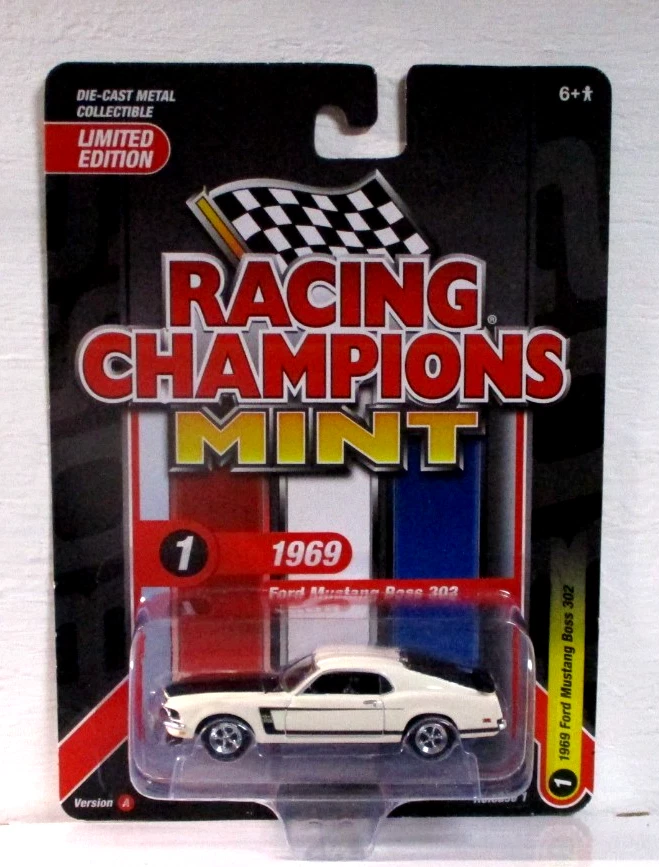 DIE-CAST METAL
COLLECTIBLE
LIMITED
EDITION
6+
RACING
CHAMPIONS®
MINT
1
1969
Ford Mustang Boss 302
1 1969 Ford Mustang Boss 302
Version A
Release 1